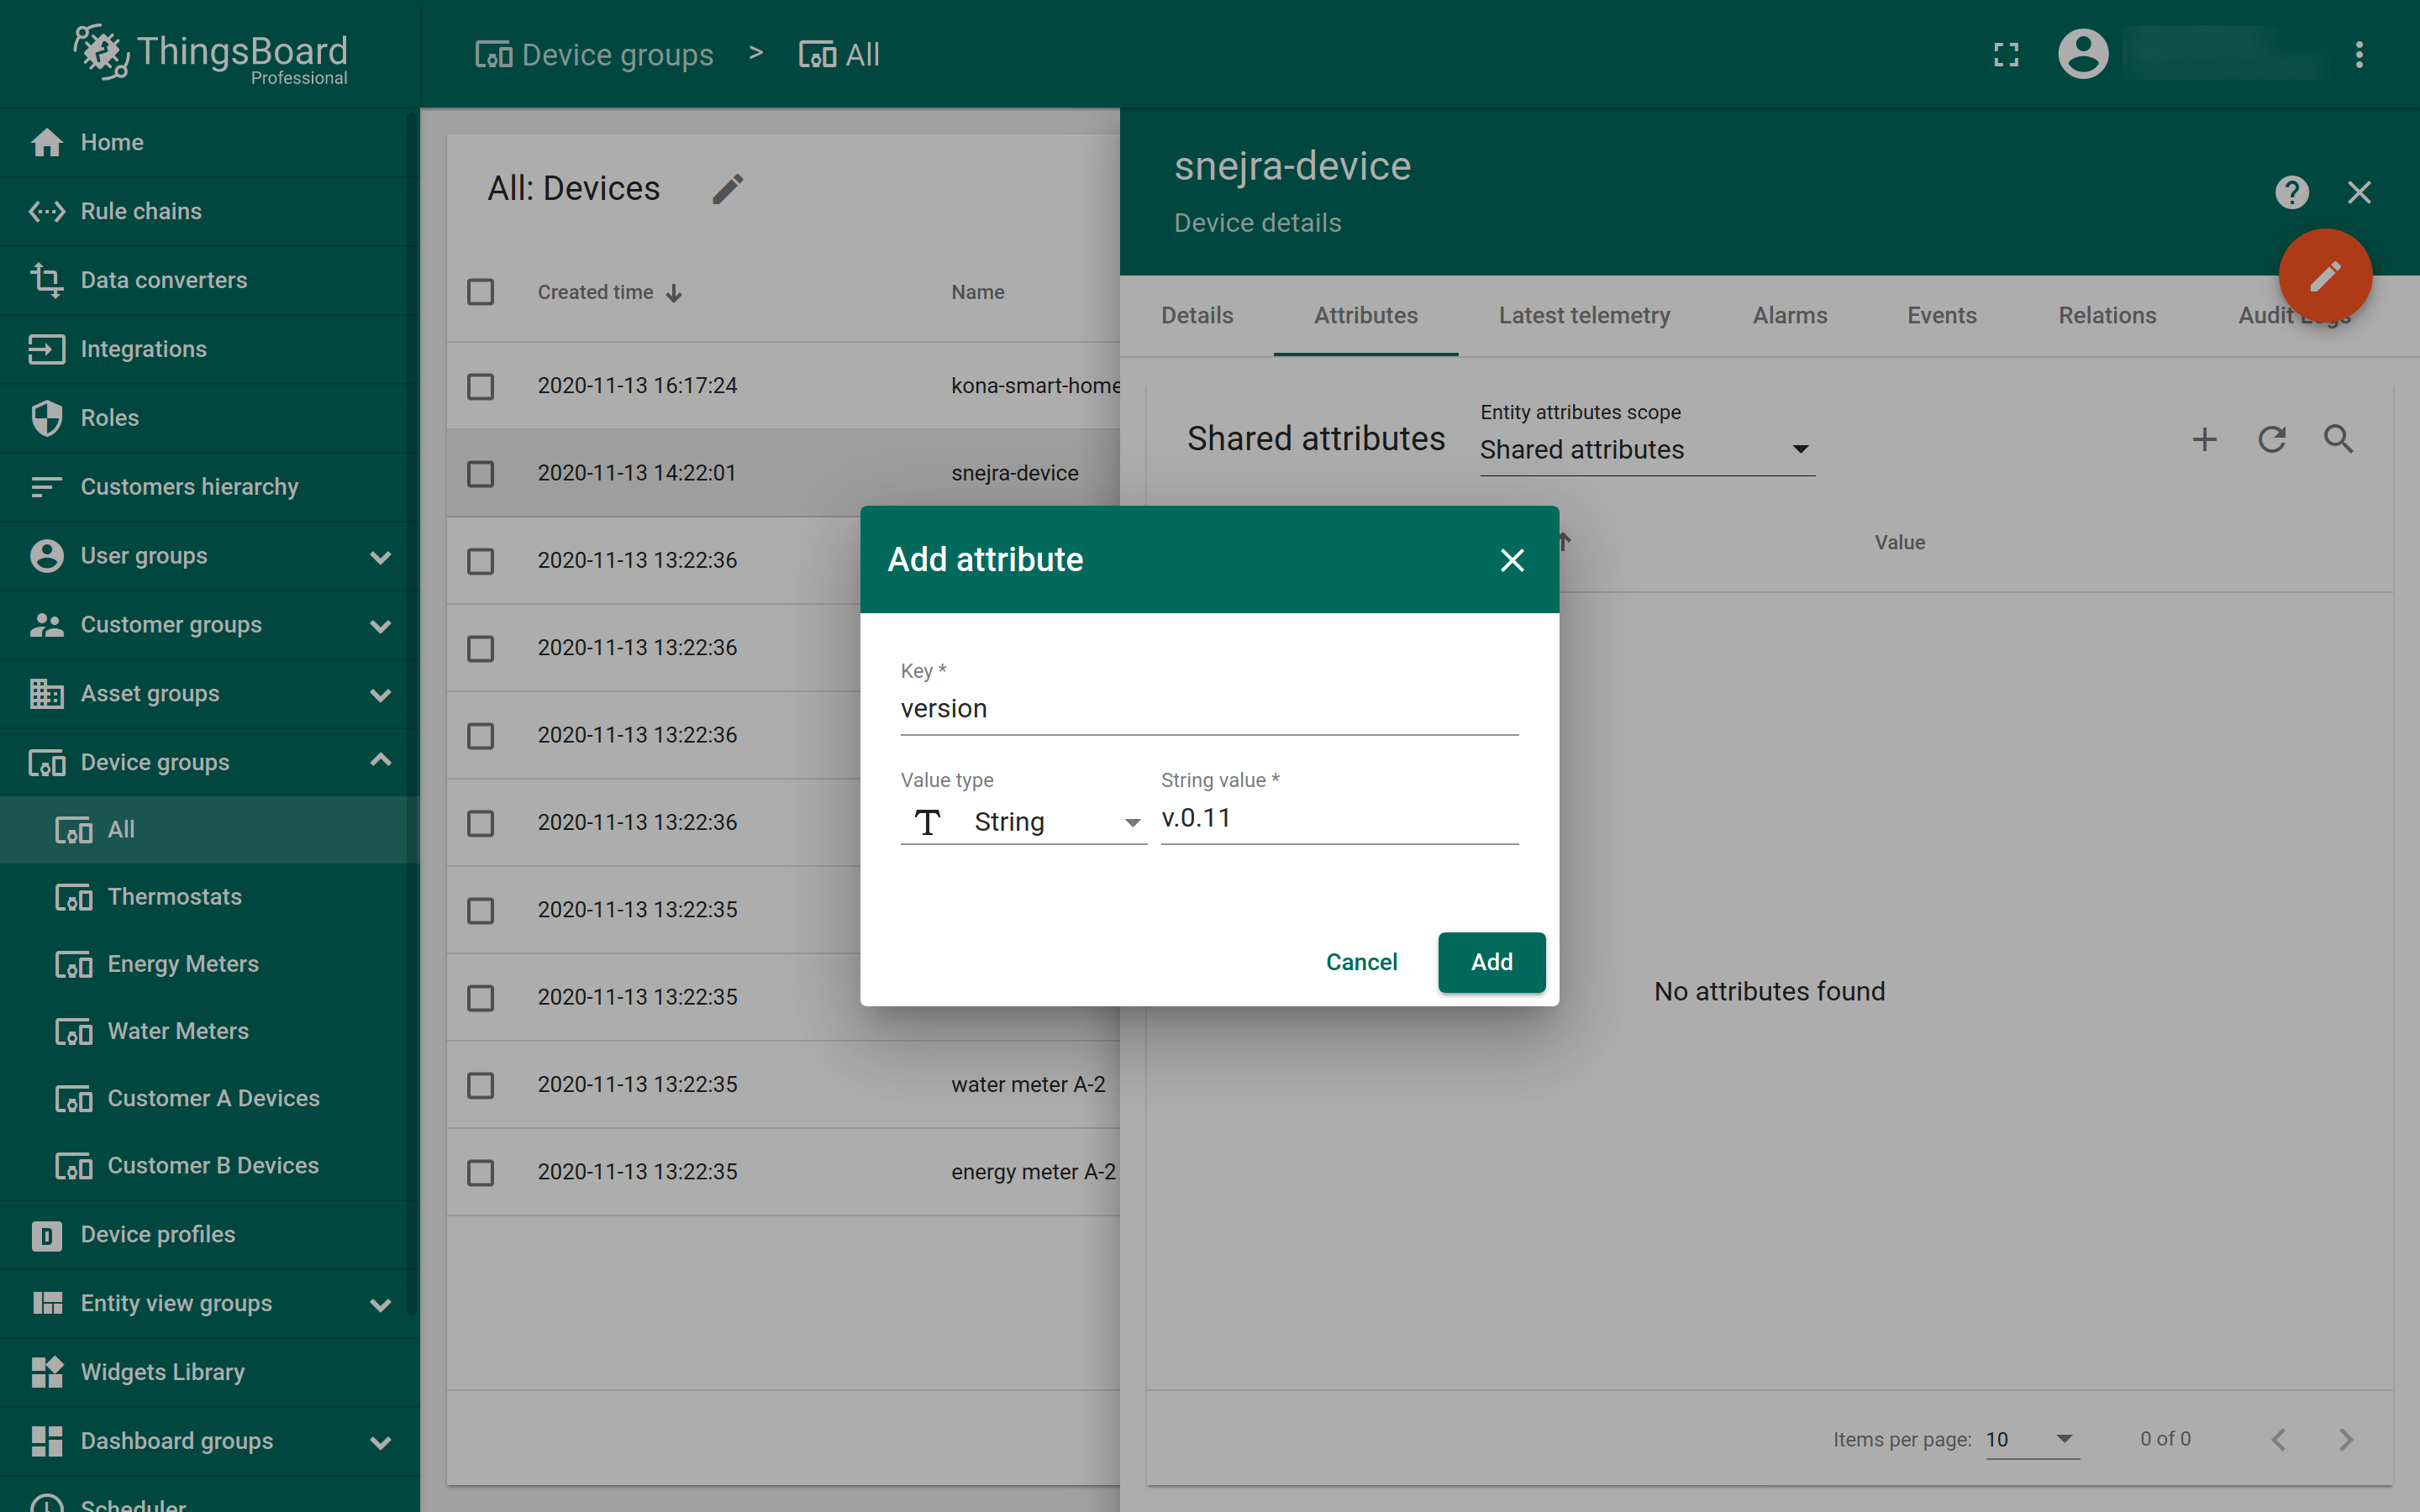 ThingsBoard
Professional
Device groups > All
Home
Rule chains
Data converters
Integrations
Roles
Customers hierarchy
User groups
Customer groups
Asset groups
Device groups
All
Thermostats
Energy Meters
Water Meters
Customer A Devices
Customer B Devices
Device profiles
Entity view groups
Widgets Library
Dashboard groups
Scheduler
All: Devices
Created time Name
2020-11-13 16:17:24 kona-smart-home
2020-11-13 14:22:01 snejra-device
2020-11-13 13:22:36
2020-11-13 13:22:36
2020-11-13 13:22:36
2020-11-13 13:22:36
2020-11-13 13:22:35
2020-11-13 13:22:35
2020-11-13 13:22:35 water meter A-2
2020-11-13 13:22:35 energy meter A-2
snejra-device
Device details
Details Attributes Latest telemetry Alarms Events Relations Audit Logs
Shared attributes
Entity attributes scope
Shared attributes
Value
No attributes found
Items per page: 10 0 of 0
Add attribute
Key *
version
Value type
String
String value *
v.0.11
Cancel Add